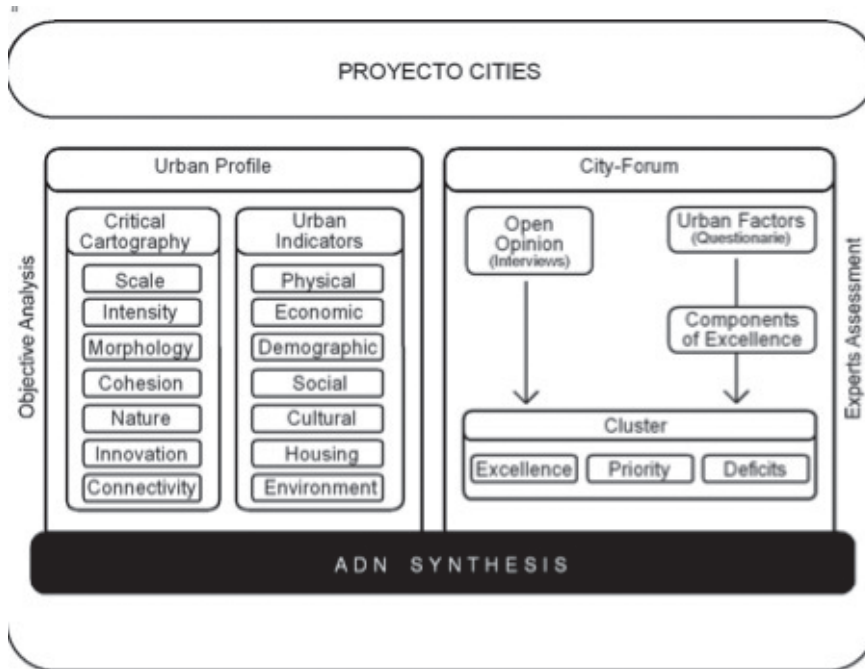 PROYECTO CITIES
Objective Analysis
Urban Profile
Critical
Cartography
Scale
Intensity
Morphology
Cohesion
Nature
Innovation
Connectivity
Urban
Indicators
Physical
Economic
Demographic
Social
Cultural
Housing
Environment
City-Forum
Open
Opinion
(Interviews)
Urban Factors
(Questionarie)
Components
of Excellence
Cluster
Excellence
Priority
Deficits
Experts Assessment
ADN SYNTHESIS